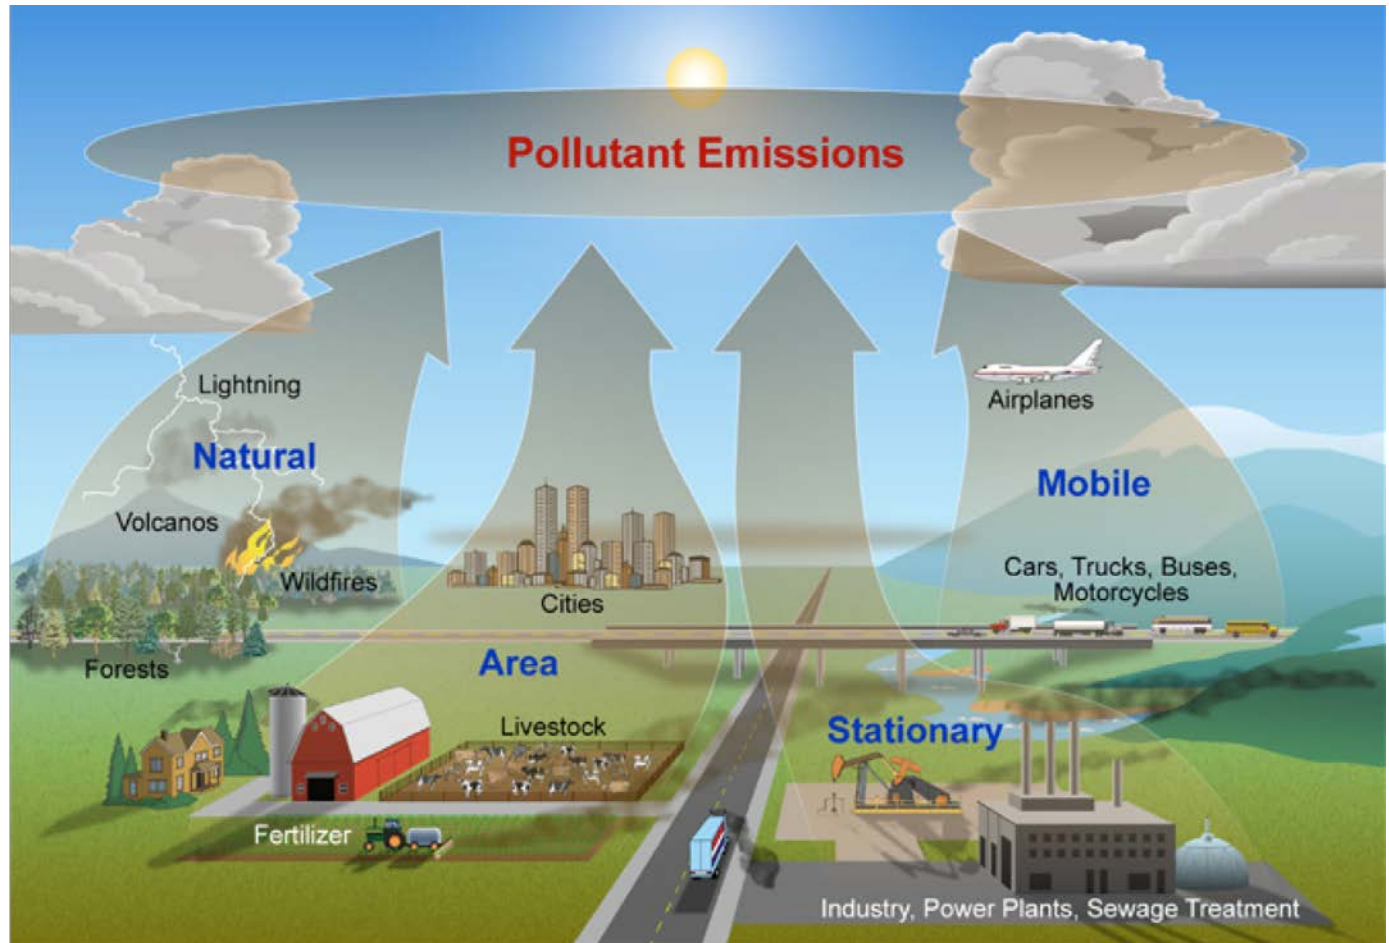 Pollutant Emissions
Lightning
Airplanes
Natural
Mobile
Volcanos
Wildfires
Cities
Cars, Trucks, Buses,
Motorcycles
Forests
Area
Livestock
Stationary
Fertilizer
Industry, Power Plants, Sewage Treatment